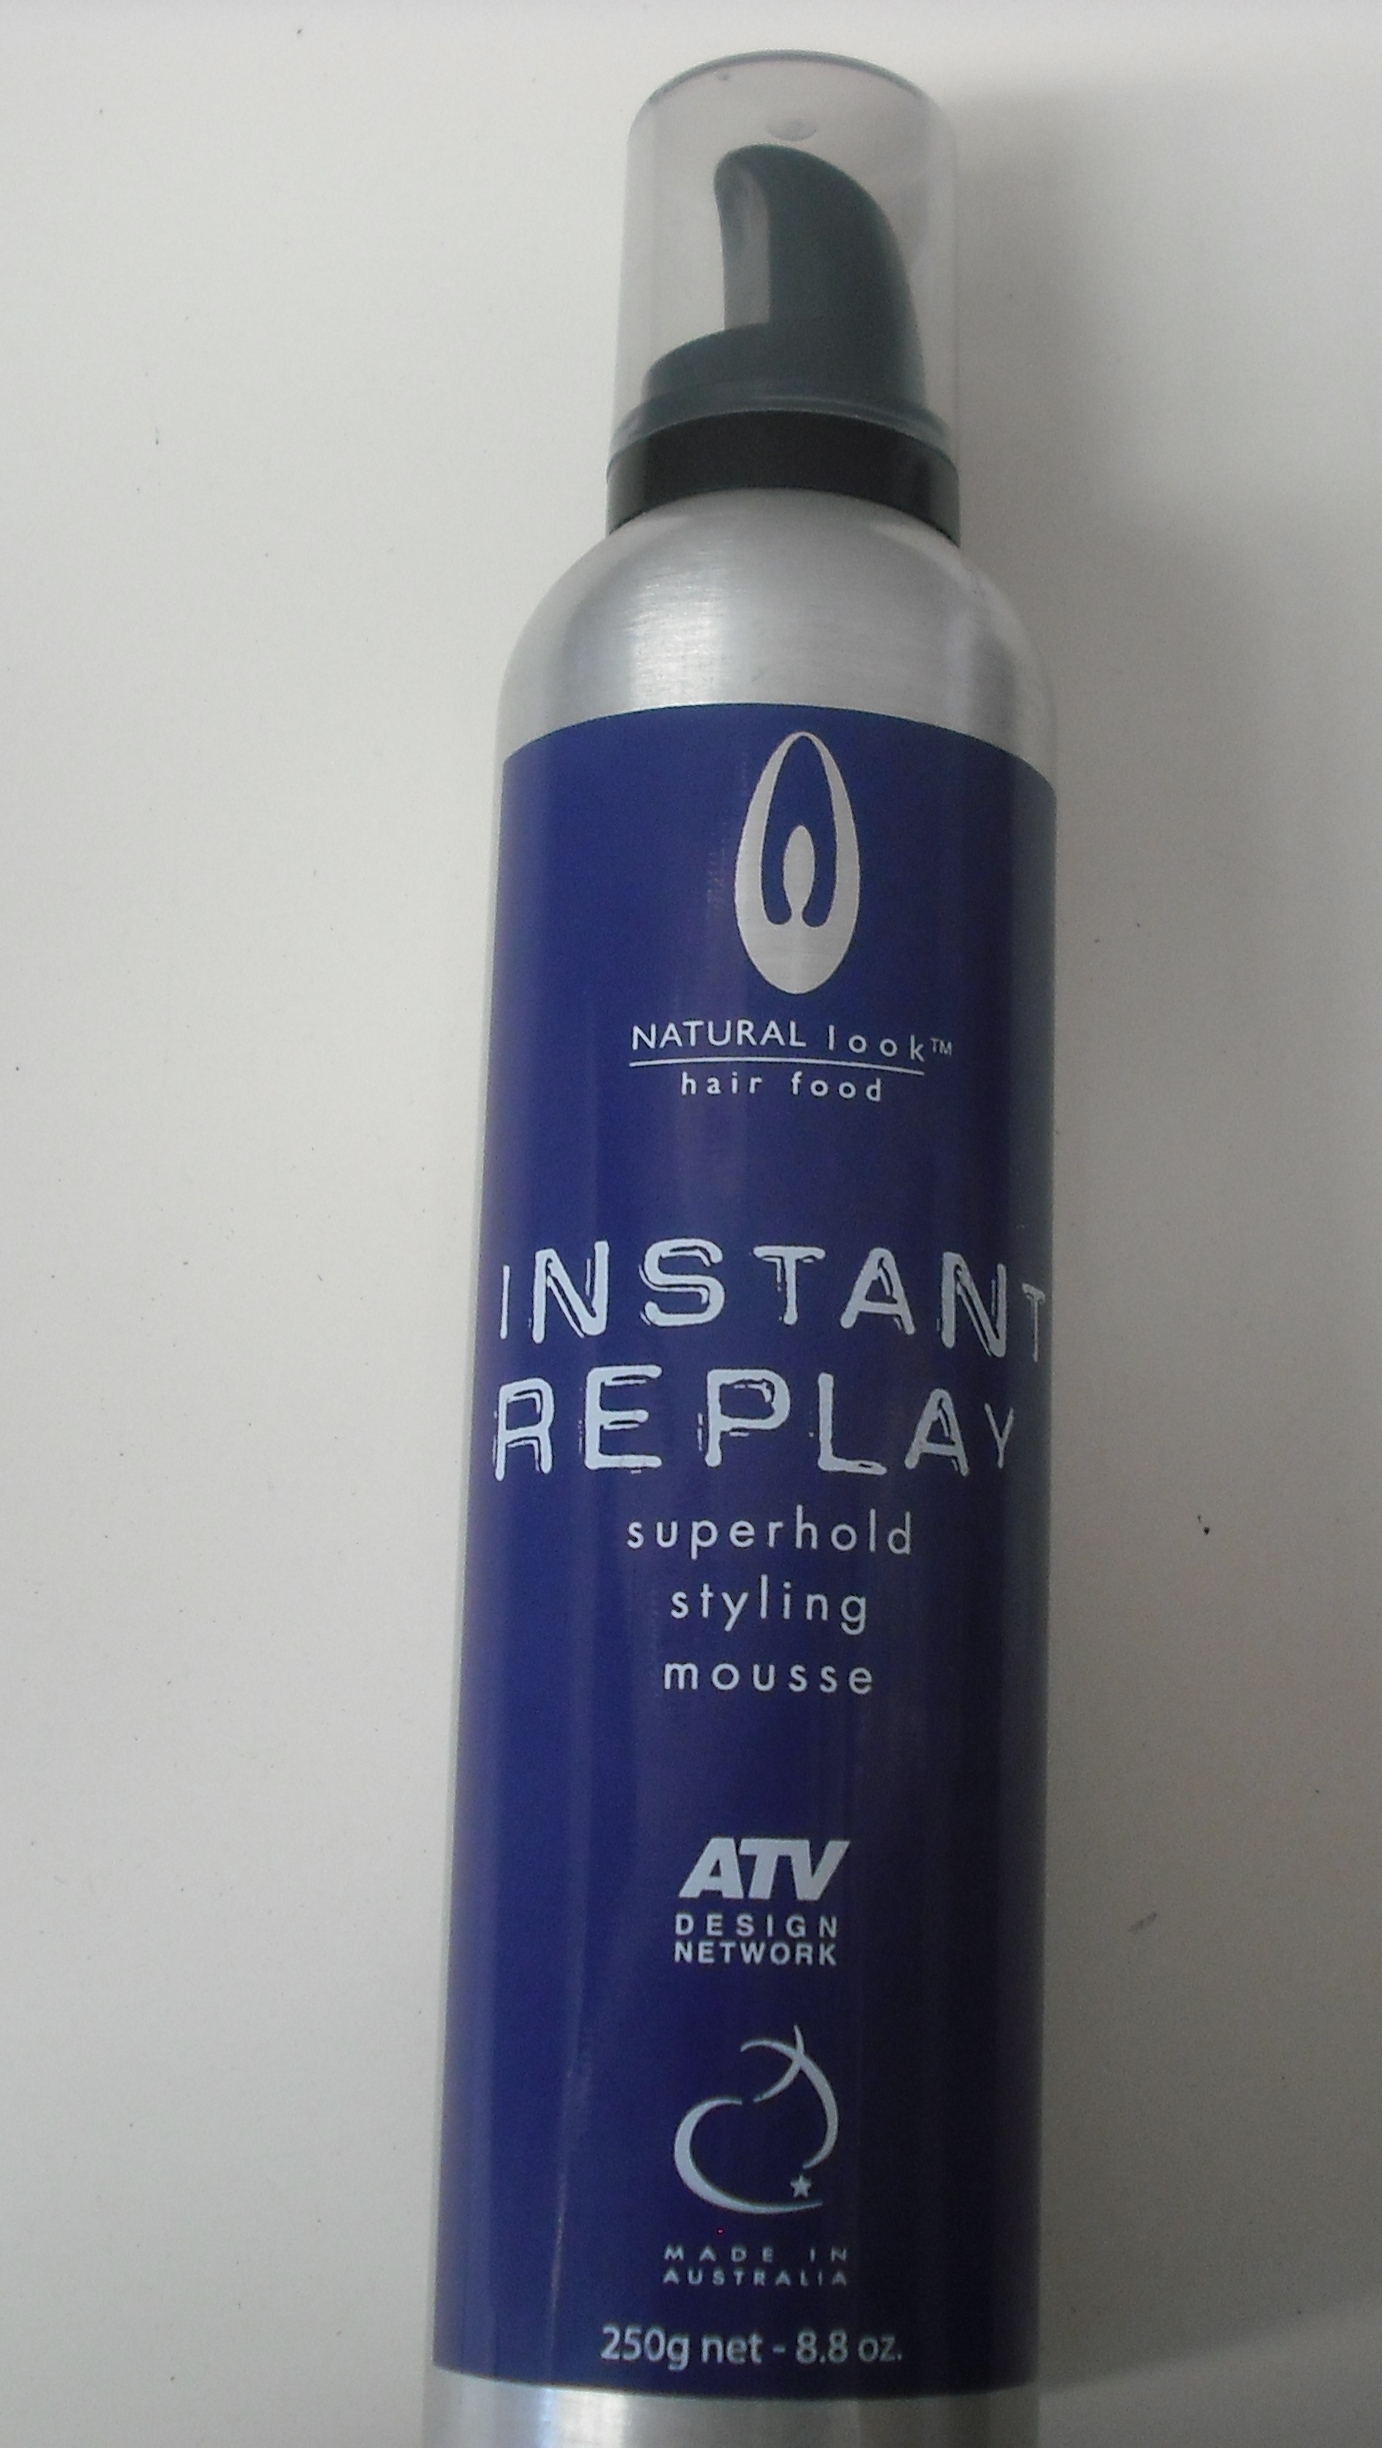 NATURAL look™
hair food
INSTANT
REPLAY
superhold
styling
mousse
ATV
DESIGN
NETWORK
MADE IN
AUSTRALIA
250g net - 8.8 oz.